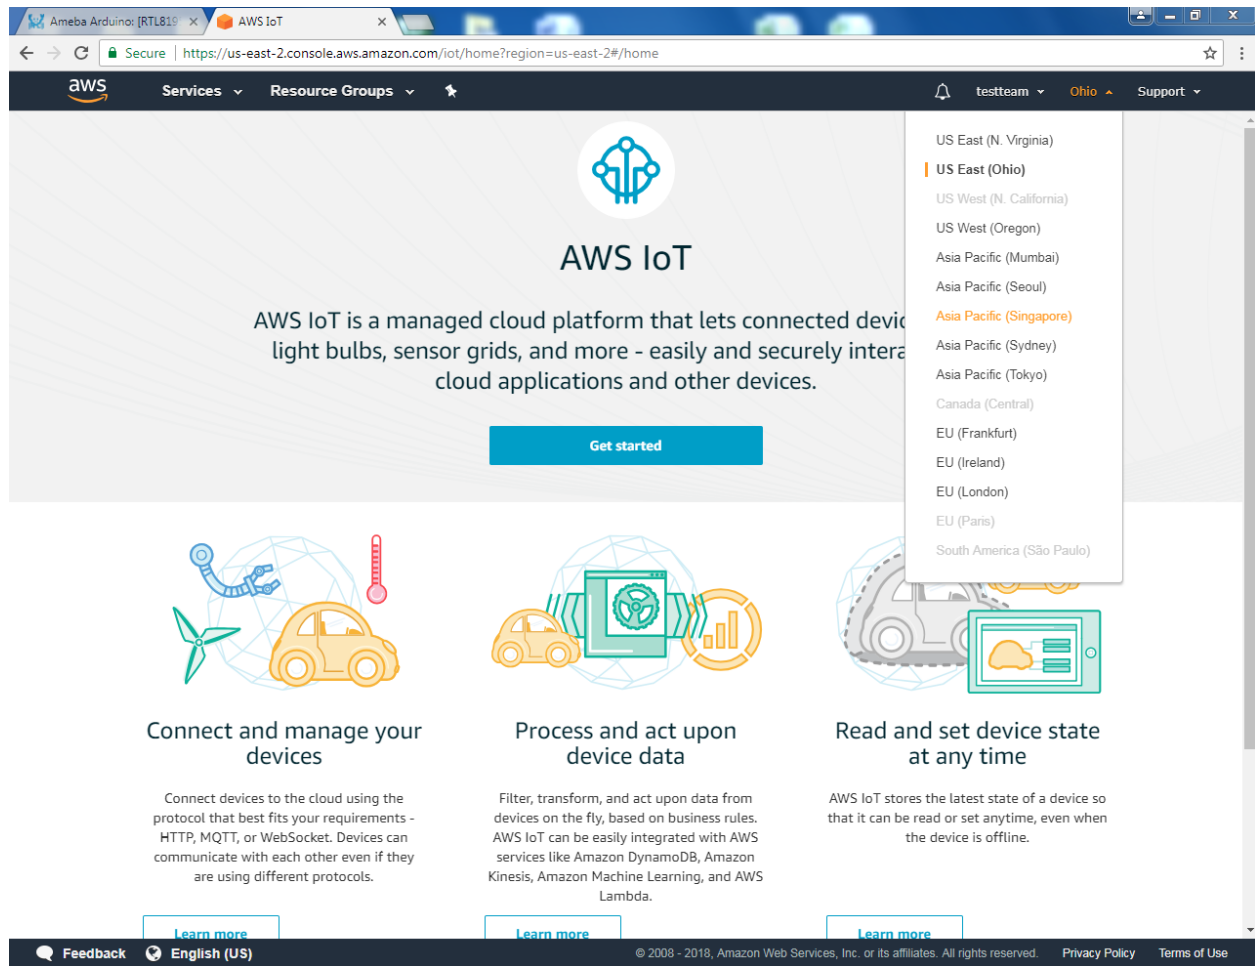 Ameba Arduino: [RTL819
AWS IoT
Secure
https://us-east-2.console.aws.amazon.com/iot/home?region=us-east-2#/home
aws
Services
Resource Groups
testteam
Ohio
Support
US East (N. Virginia)
US East (Ohio)
US West (N. California)
US West (Oregon)
Asia Pacific (Mumbai)
Asia Pacific (Seoul)
Asia Pacific (Singapore)
Asia Pacific (Sydney)
Asia Pacific (Tokyo)
Canada (Central)
EU (Frankfurt)
EU (Ireland)
EU (London)
EU (Paris)
South America (São Paulo)
AWS IoT
AWS IoT is a managed cloud platform that lets connected devic
light bulbs, sensor grids, and more - easily and securely intera
cloud applications and other devices.
Get started
Connect and manage your
devices
Connect devices to the cloud using the
protocol that best fits your requirements -
HTTP, MQTT, or WebSocket. Devices can
communicate with each other even if they
are using different protocols.
Learn more
Process and act upon
device data
Filter, transform, and act upon data from
devices on the fly, based on business rules.
AWS IoT can be easily integrated with AWS
services like Amazon DynamoDB, Amazon
Kinesis, Amazon Machine Learning, and AWS
Lambda.
Learn more
Read and set device state
at any time
AWS IoT stores the latest state of a device so
that it can be read or set anytime, even when
the device is offline.
Learn more
Feedback
English (US)
© 2008 - 2018, Amazon Web Services, Inc. or its affiliates. All rights reserved.
Privacy Policy
Terms of Use